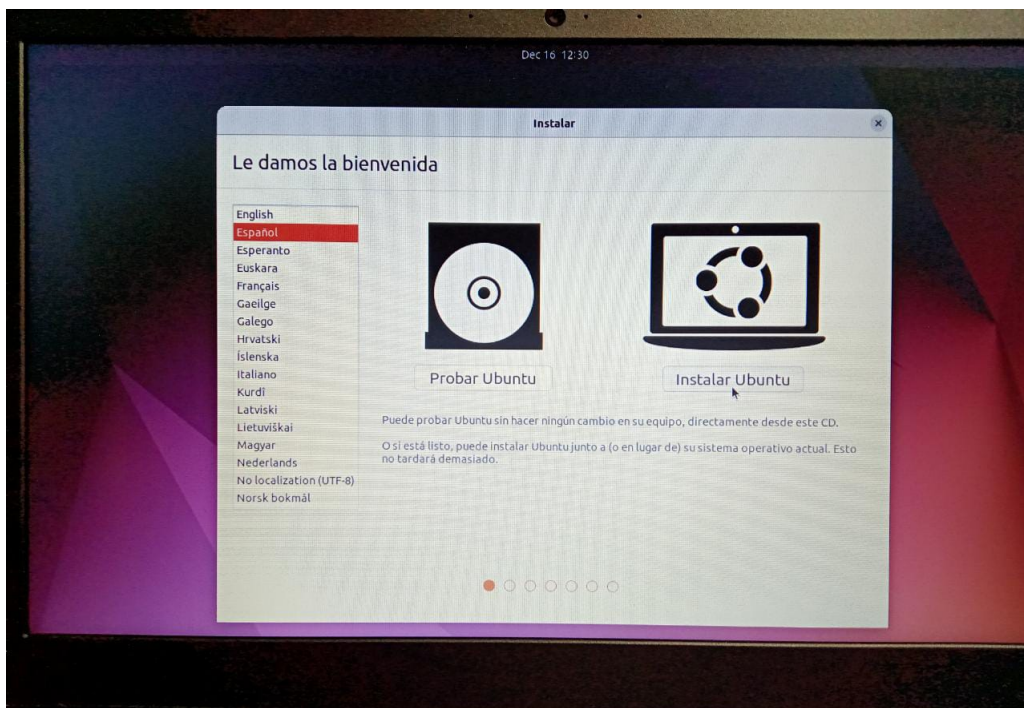 Dec 16 12:30
Instalar
Le damos la bienvenida
English
Español
Esperanto
Euskara
Français
Gaeilge
Galego
Hrvatski
Íslenska
Italiano
Kurdî
Latviski
Lietuviškai
Magyar
Nederlands
No localization (UTF-8)
Norsk bokmål
Probar Ubuntu
Instalar Ubuntu
Puede probar Ubuntu sin hacer ningún cambio en su equipo, directamente desde este CD.
O si está listo, puede instalar Ubuntu junto a (o en lugar de) su sistema operativo actual. Esto
no tardará demasiado.